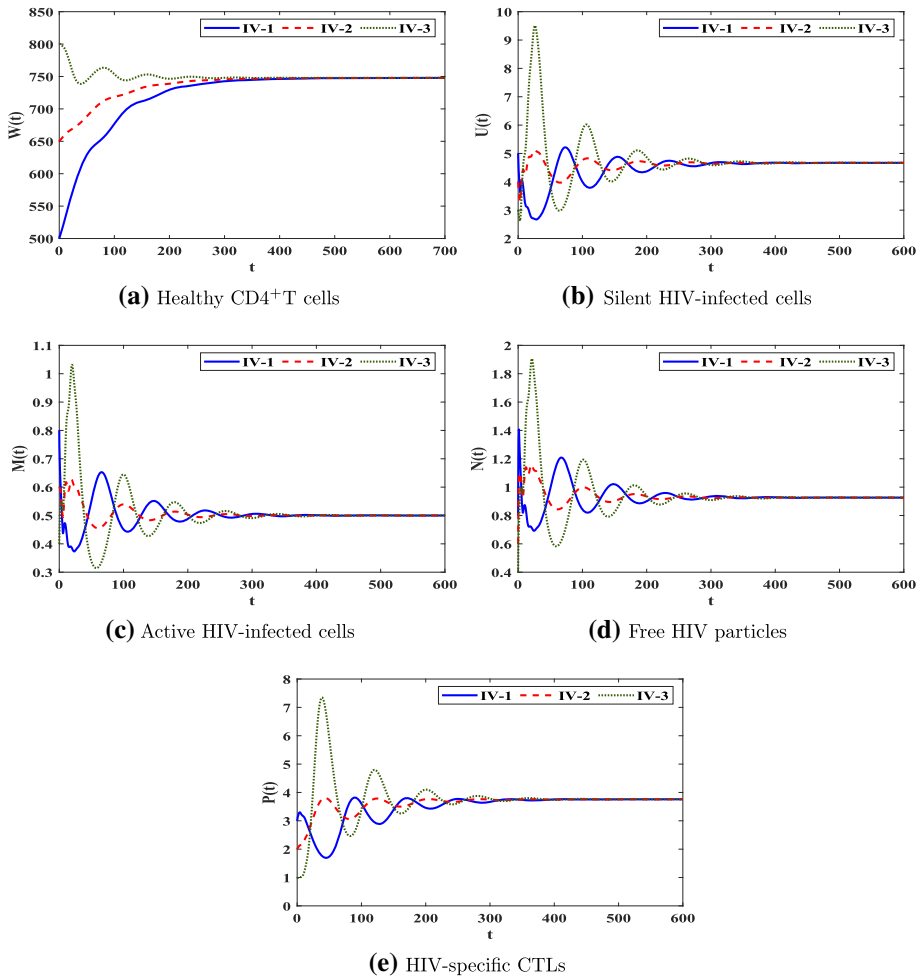 850
800
750
700
650
600
550
500
W(t)
IV-1 IV-2 IV-3
0 100 200 300 400 500 600 700
t
(a) Healthy CD4+T cells
10
9
8
7
6
5
4
3
2
U(t)
IV-1 IV-2 IV-3
0 100 200 300 400 500 600
t
(b) Silent HIV-infected cells
1.1
1
0.9
0.8
0.7
0.6
0.5
0.4
0.3
M(t)
IV-1 IV-2 IV-3
0 100 200 300 400 500 600
t
(c) Active HIV-infected cells
2
1.8
1.6
1.4
1.2
1
0.8
0.6
0.4
N(t)
IV-1 IV-2 IV-3
0 100 200 300 400 500 600
t
(d) Free HIV particles
8
7
6
5
4
3
2
1
0
P(t)
IV-1 IV-2 IV-3
0 100 200 300 400 500 600
t
(e) HIV-specific CTLs